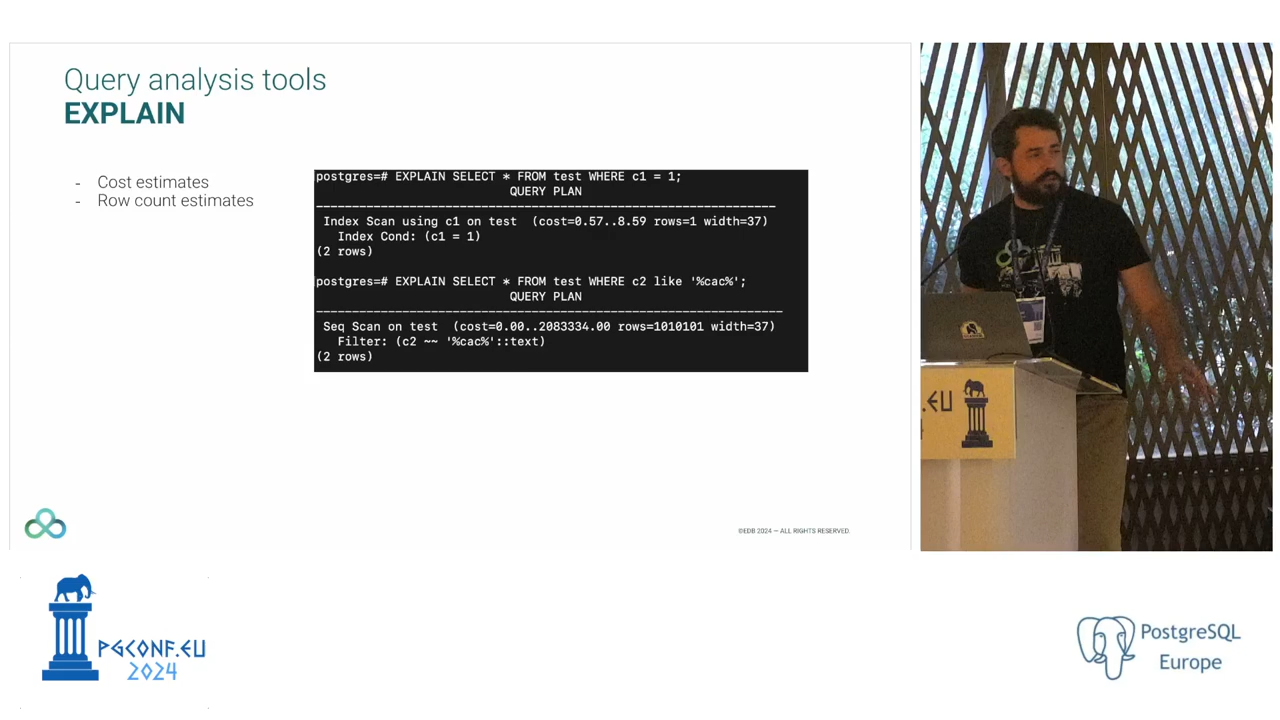 Query analysis tools
EXPLAIN
- Cost estimates
- Row count estimates
postgres=# EXPLAIN SELECT * FROM test WHERE c1 = 1;
QUERY PLAN
----------------------------------------------------------------
Index Scan using c1 on test  (cost=0.57..8.59 rows=1 width=37)
Index Cond: (c1 = 1)
(2 rows)
postgres=# EXPLAIN SELECT * FROM test WHERE c2 like '%cac%';
QUERY PLAN
-----------------------------------------------------------------
Seq Scan on test  (cost=0.00..2083334.00 rows=1010101 width=37)
Filter: (c2 ~~ '%cac%'::text)
(2 rows)
©EDB 2024 — ALL RIGHTS RESERVED.
.EU
PGCONF.EU
2024
PostgreSQL
Europe